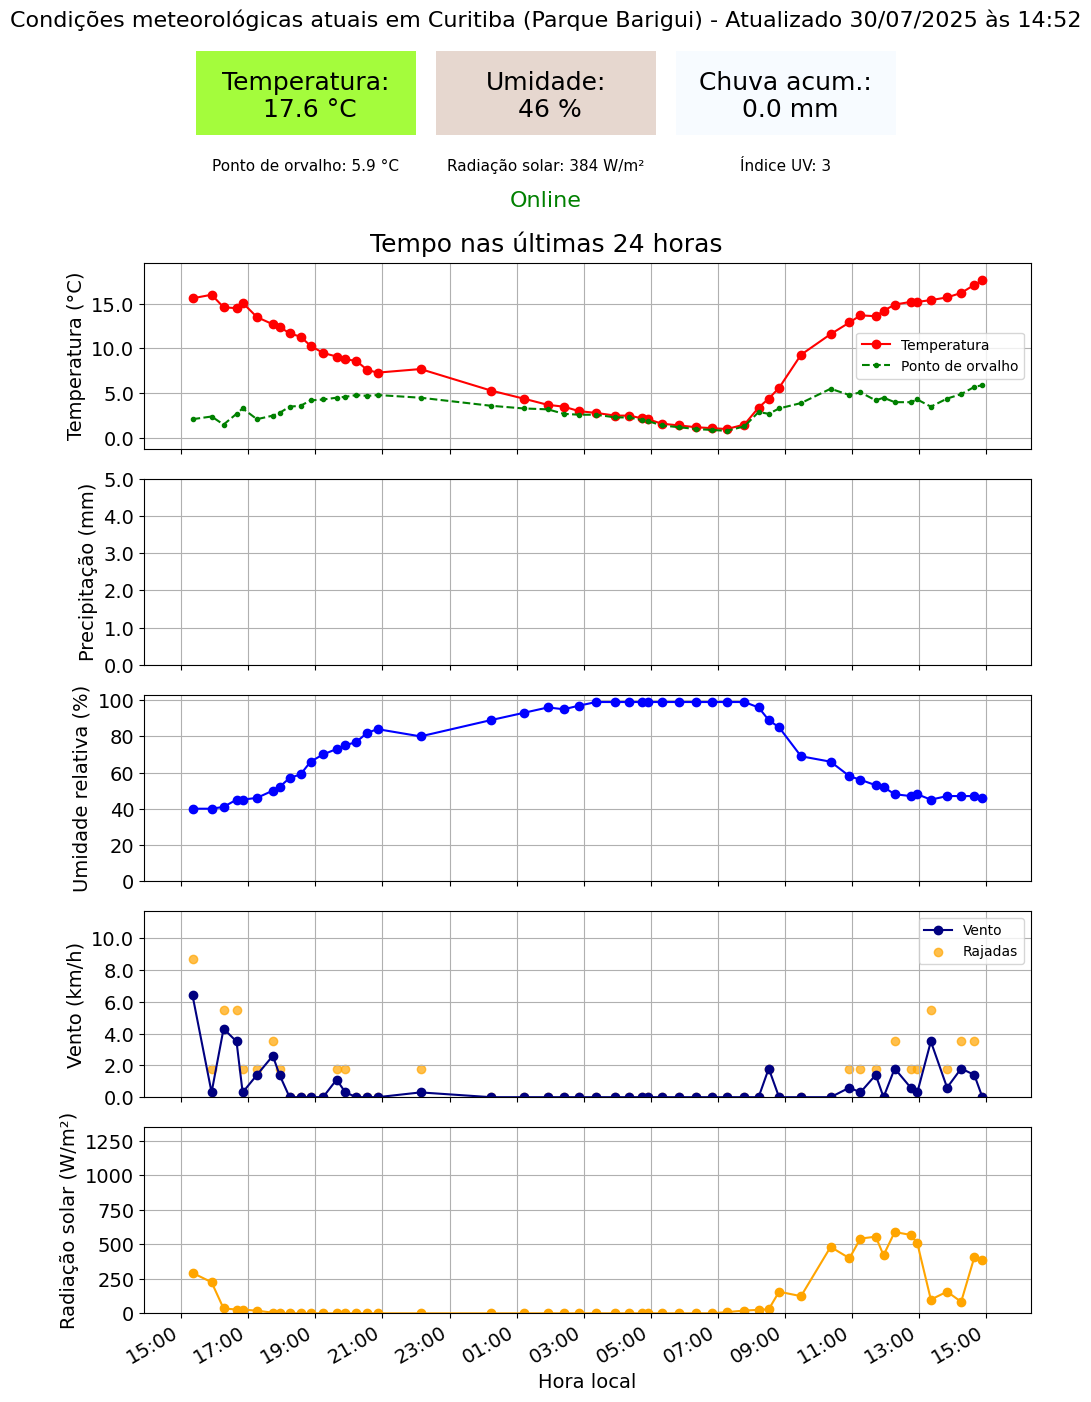 Condições meteorológicas atuais em Curitiba (Parque Barigui) - Atualizado 30/07/2025 às 14:52
Temperatura:
17.6 °C
Umidade:
46 %
Chuva acum.:
0.0 mm
Ponto de orvalho: 5.9 °C
Radiação solar: 384 W/m²
Índice UV: 3
Online
Tempo nas últimas 24 horas
Temperatura (°C)
15.0
10.0
5.0
0.0
Temperatura
Ponto de orvalho
Precipitação (mm)
5.0
4.0
3.0
2.0
1.0
0.0
Umidade relativa (%)
100
80
60
40
20
0
Vento (km/h)
10.0
8.0
6.0
4.0
2.0
0.0
Vento
Rajadas
Radiação solar (W/m²)
1250
1000
750
500
250
0
15:00
17:00
19:00
21:00
23:00
01:00
03:00
05:00
07:00
09:00
11:00
13:00
15:00
Hora local